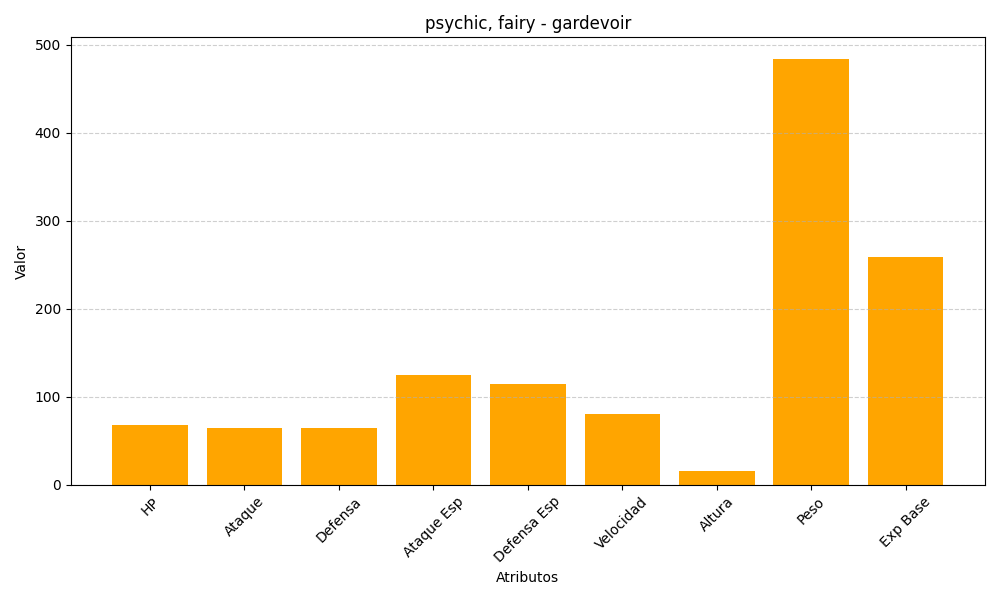 psychic, fairy - gardevoir
500
400
300
200
100
0
Valor
HP
Ataque
Defensa
Ataque Esp
Defensa Esp
Velocidad
Altura
Peso
Exp Base
Atributos